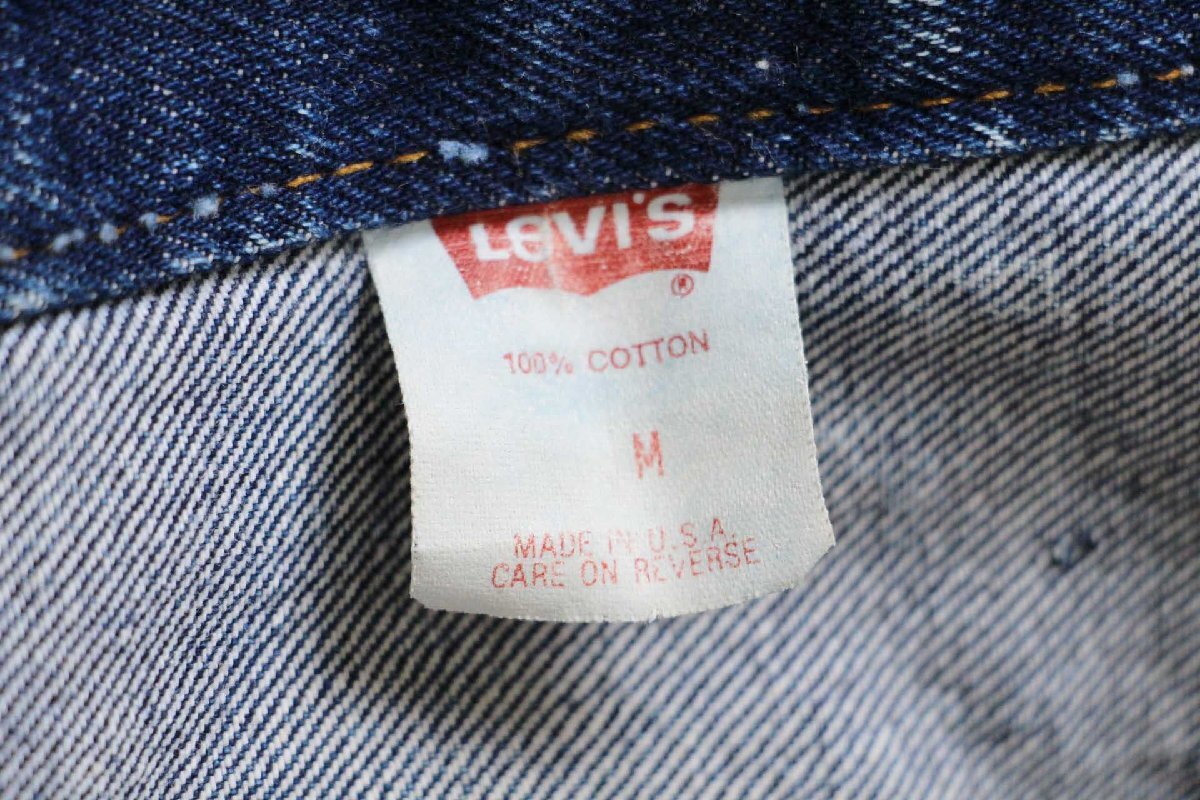 LEVI'S
®
100% COTTON
M
MADE IN U.S.A.
CARE ON REVERSE